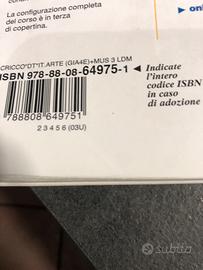 La configurazione completa
del corso è in terza
di copertina.
▸ onl
CRICCO*DT*IT.ARTE (GIA4E)+MUS 3 LDM
ISBN 978-88-08-64975-1
Indicate
l'intero
codice ISBN
in caso
di adozione
9788808649751
2 3 4 5 6 (03U)
subito